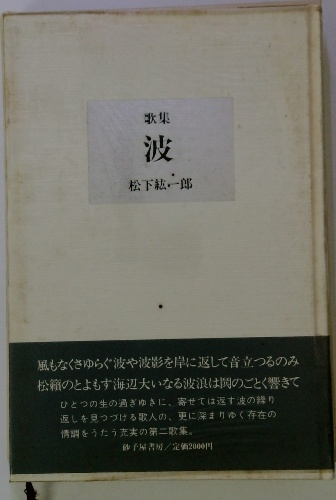 歌集
波
松下紘一郎
風もなくさゆらぐ波や波影を岸に返して音立つるのみ
松籟のとよもす海辺大いなる波浪は鬨のごとく響きて
ひとつの生の過ぎゆきに、寄せては返す波の繰り
返しを見つづける歌人の、更に深まりゆく存在の
情調をうたう充実の第二歌集。
砂子屋書房/定価2000円